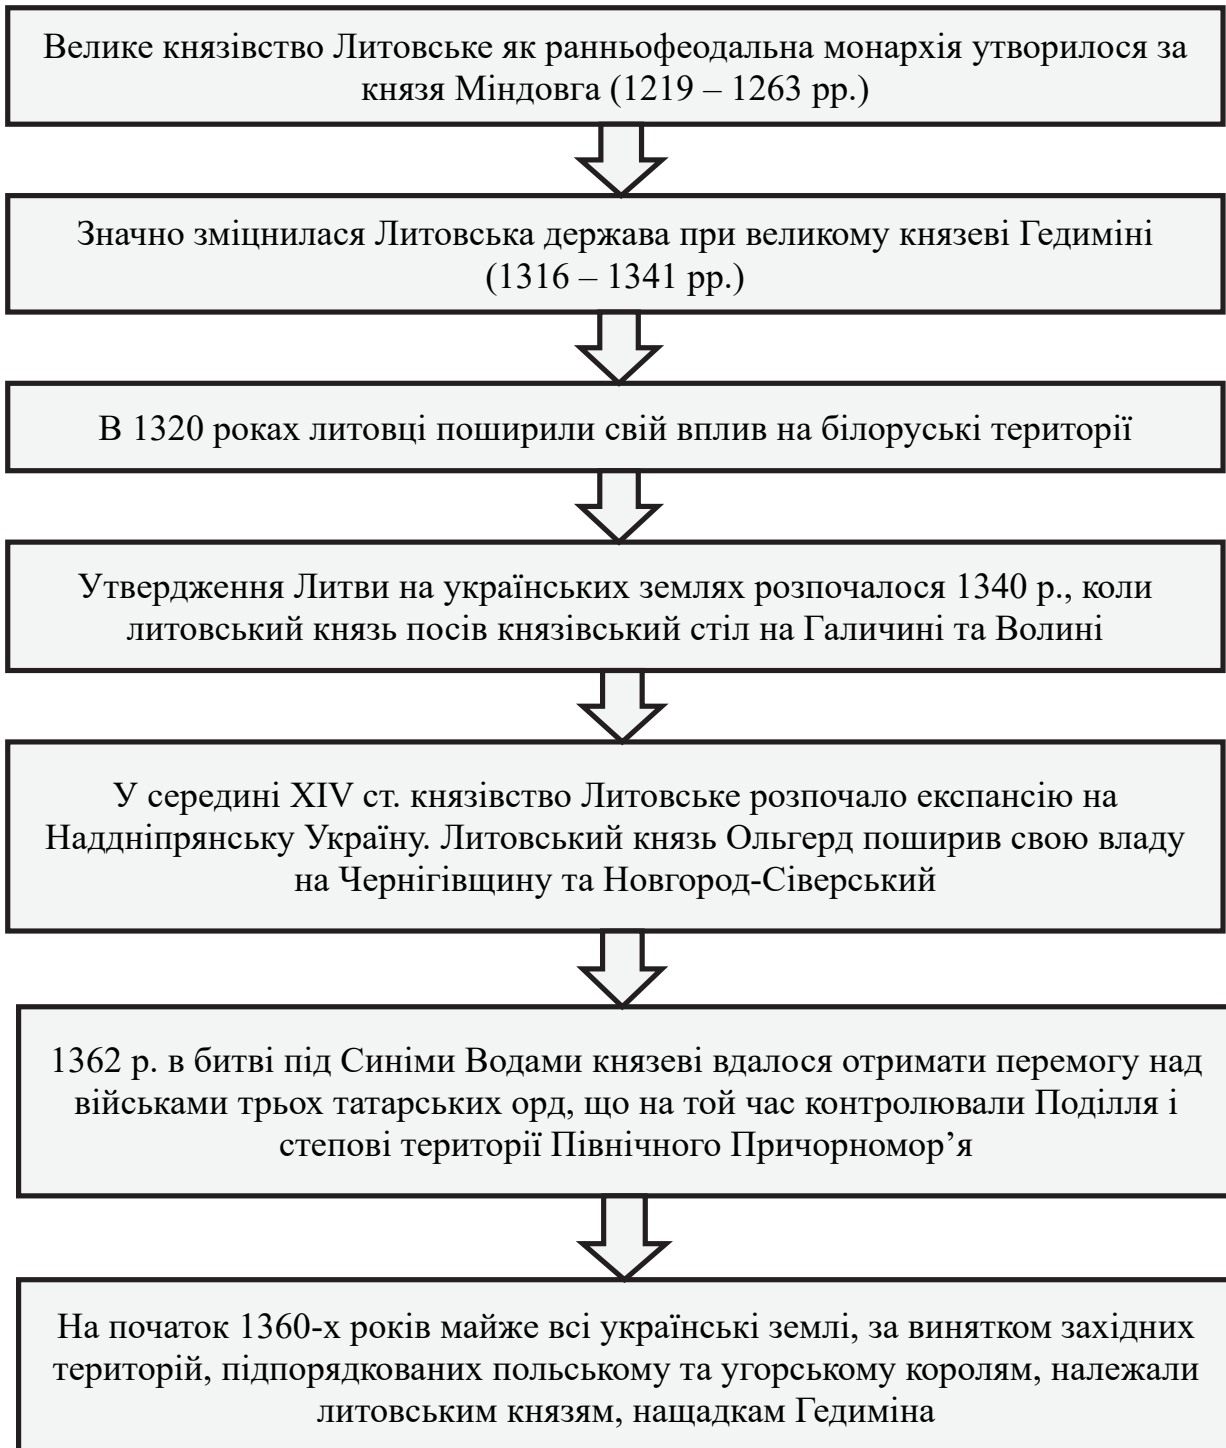 Велике князівство Литовське як ранньофеодальна монархія утворилося за
князя Міндовга (1219 – 1263 рр.)
Значно зміцнилася Литовська держава при великому князеві Гедиміні
(1316 – 1341 рр.)
В 1320 роках литовці поширили свій вплив на білоруські території
Утвердження Литви на українських землях розпочалося 1340 р., коли
литовський князь посів князівський стіл на Галичині та Волині
У середині XIV ст. князівство Литовське розпочало експансію на
Наддніпрянську Україну. Литовський князь Ольгерд поширив свою владу
на Чернігівщину та Новгород-Сіверський
1362 р. в битві під Синіми Водами князеві вдалося отримати перемогу над
військами трьох татарських орд, що на той час контролювали Поділля і
степові території Північного Причорномор’я
На початок 1360-х років майже всі українські землі, за винятком західних
територій, підпорядкованих польському та угорському королям, належали
литовським князям, нащадкам Гедиміна